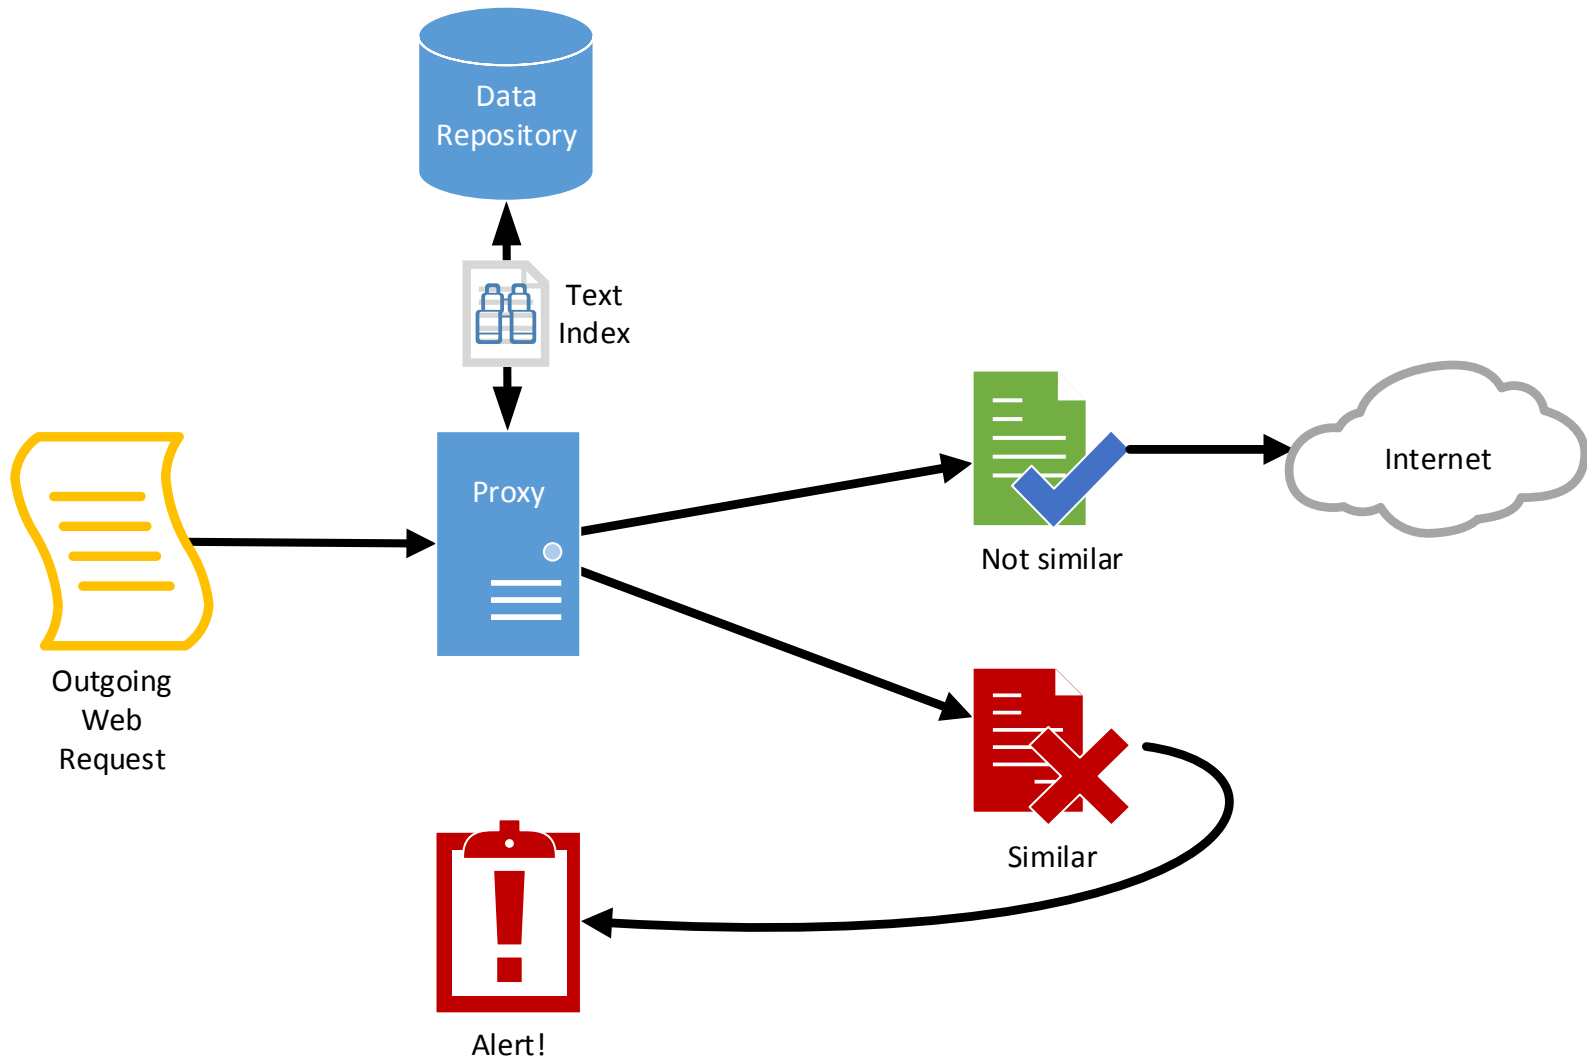 Data
Repository
Text
Index
Proxy
Internet
Not similar
Outgoing
Web
Request
Similar
Alert!